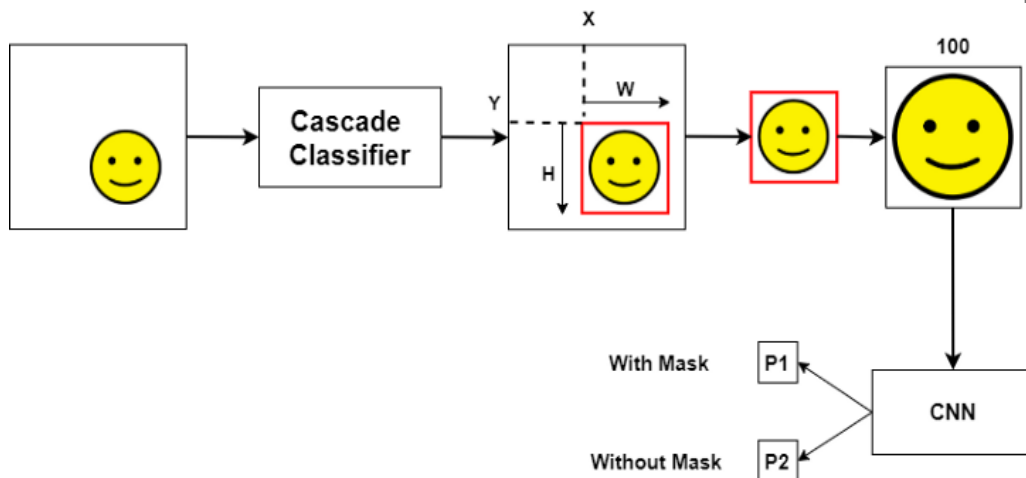 X
100
Y
W
Cascade
Classifier
H
With Mask
P1
CNN
Without Mask
P2